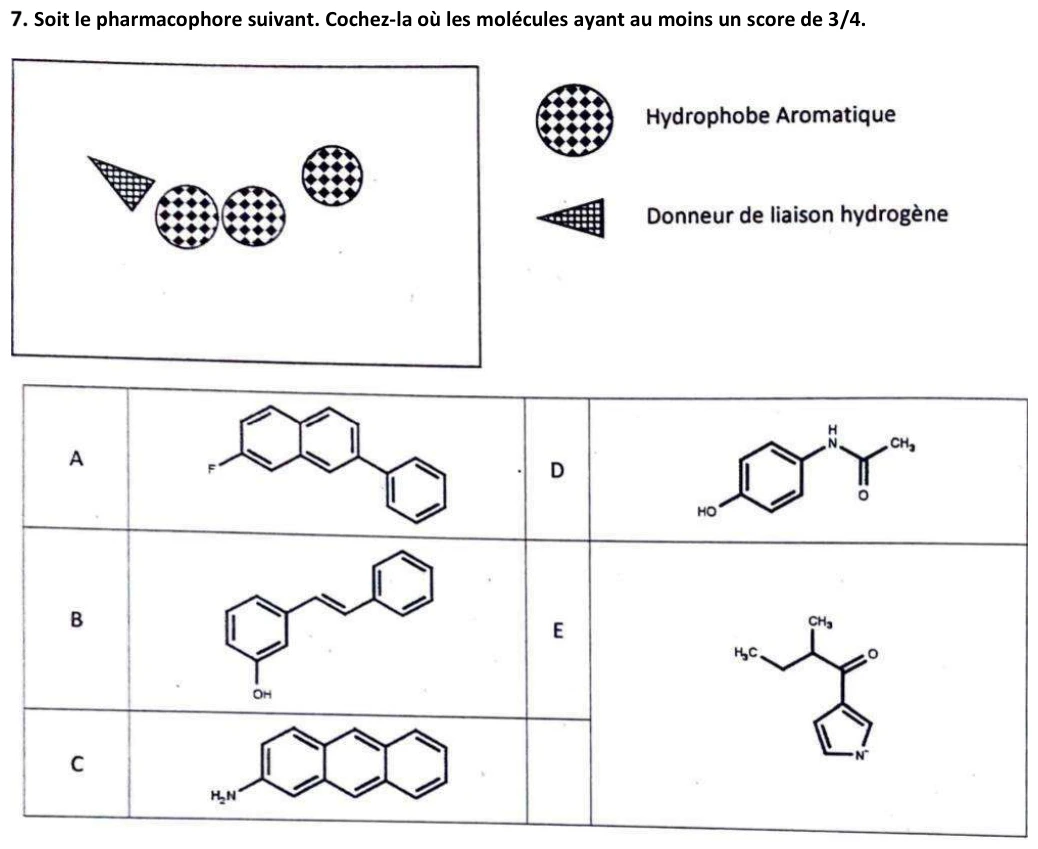 7. Soit le pharmacophore suivant. Cochez-la où les molécules ayant au moins un score de 3/4.
Hydrophobe Aromatique
Donneur de liaison hydrogène
A
F
D
H
N
CH₃
O
HO
B
OH
E
CH₃
H₃C
O
N⁻
C
H₂N